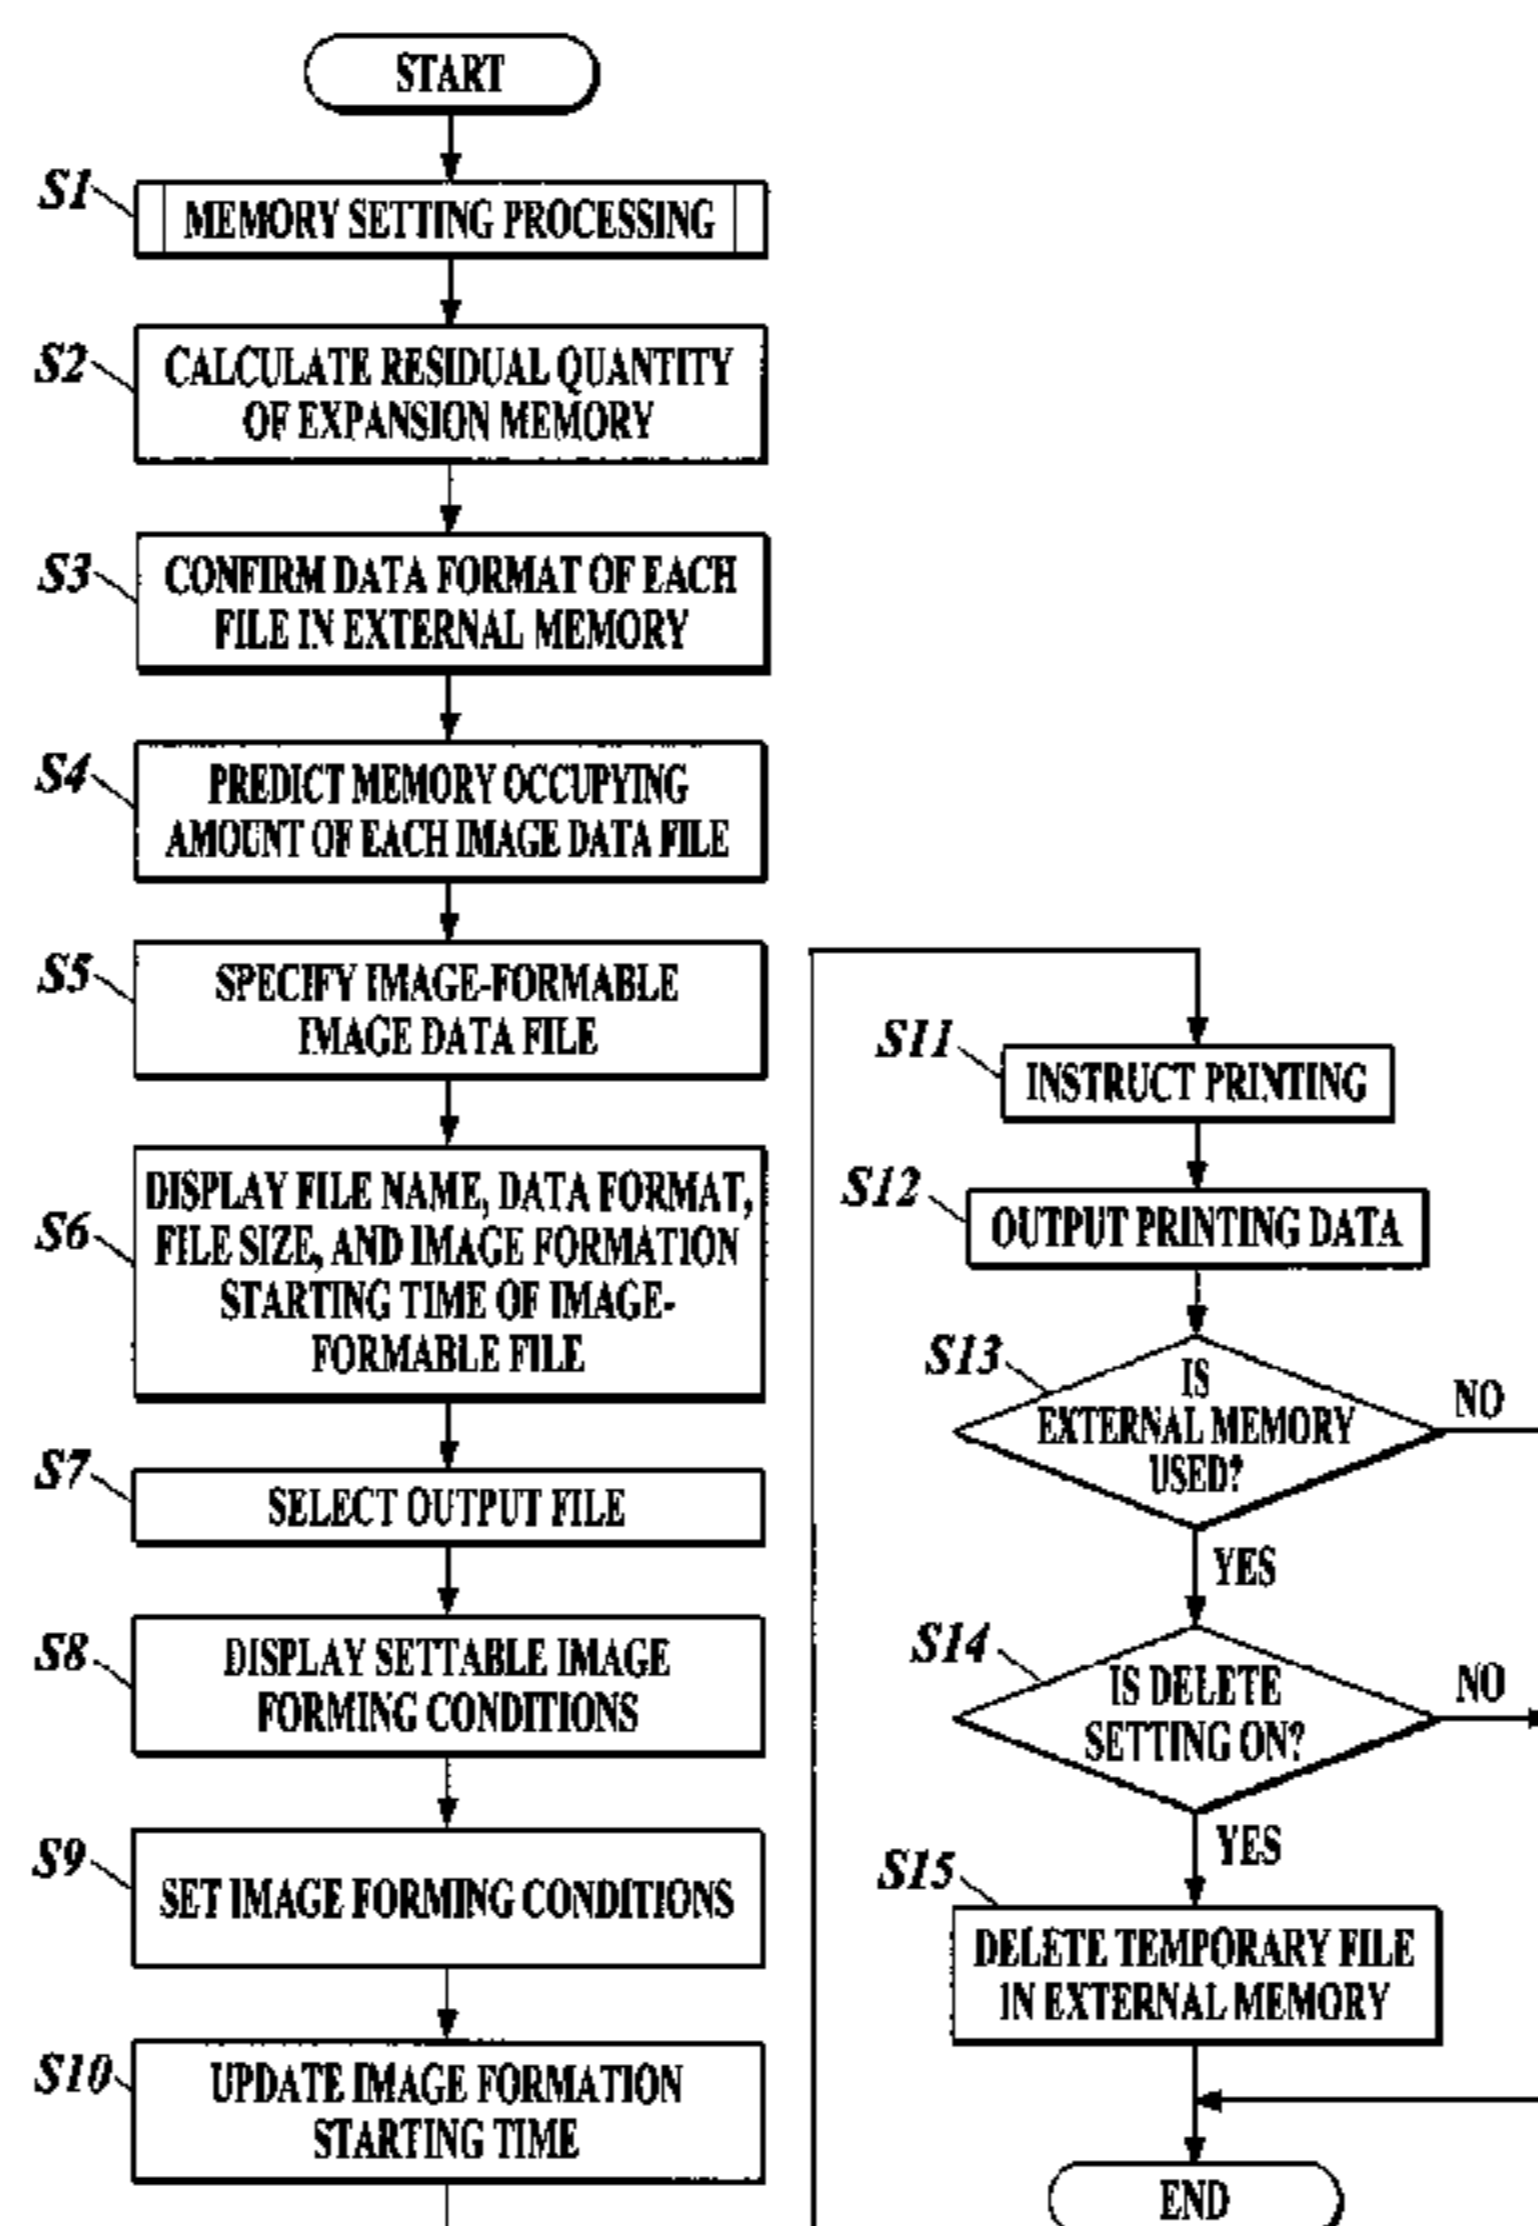 START
S1
MEMORY SETTING PROCESSING
S2
CALCULATE RESIDUAL QUANTITY
OF EXPANSION MEMORY
S3
CONFIRM DATA FORMAT OF EACH
FILE IN EXTERNAL MEMORY
S4
PREDICT MEMORY OCCUPYING
AMOUNT OF EACH IMAGE DATA FILE
S5
SPECIFY IMAGE-FORMABLE
IMAGE DATA FILE
S6
DISPLAY FILE NAME, DATA FORMAT,
FILE SIZE, AND IMAGE FORMATION
STARTING TIME OF IMAGE-
FORMABLE FILE
S7
SELECT OUTPUT FILE
S8
DISPLAY SETTABLE IMAGE
FORMING CONDITIONS
S9
SET IMAGE FORMING CONDITIONS
S10
UPDATE IMAGE FORMATION
STARTING TIME
S11
INSTRUCT PRINTING
S12
OUTPUT PRINTING DATA
S13
IS
EXTERNAL MEMORY
USED?
NO
YES
S14
IS DELETE
SETTING ON?
NO
YES
S15
DELETE TEMPORARY FILE
IN EXTERNAL MEMORY
END